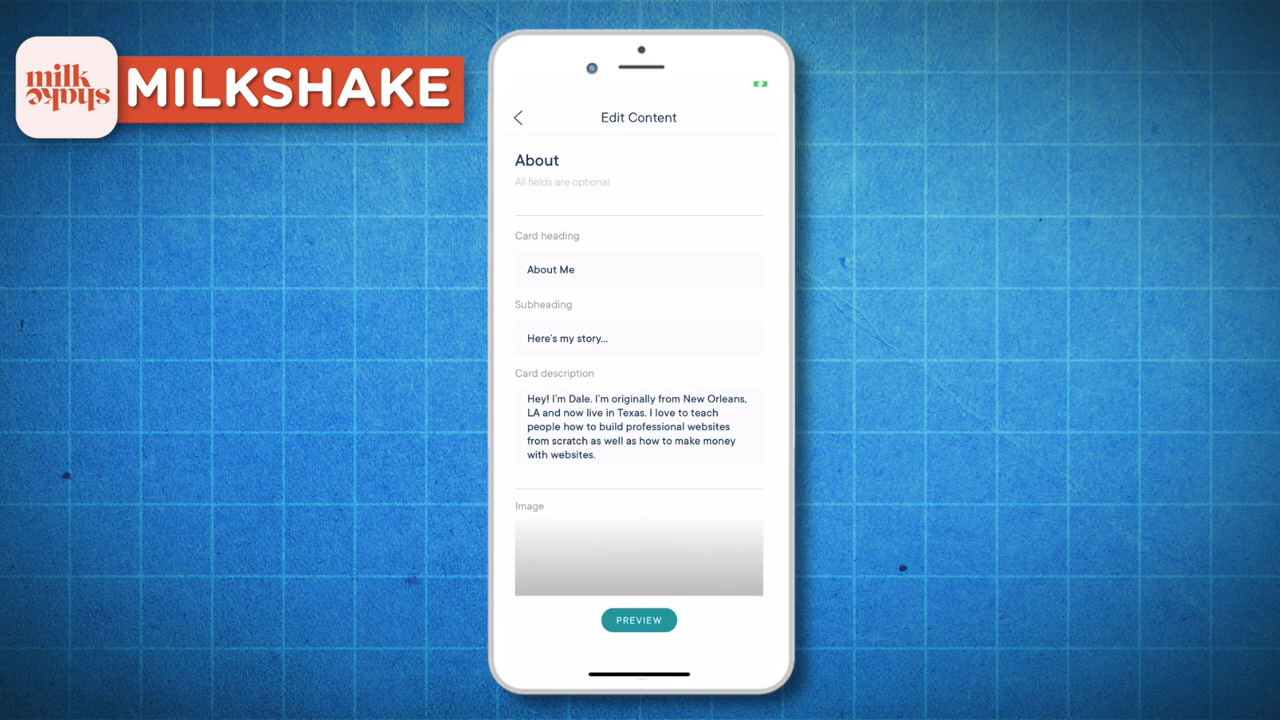 milk
shake
MILKSHAKE
Edit Content
About
All fields are optional
Card heading
About Me
Subheading
Here's my story...
Card description
Hey! I'm Dale. I'm originally from New Orleans,
LA and now live in Texas. I love to teach
people how to build professional websites
from scratch as well as how to make money
with websites.
Image
PREVIEW